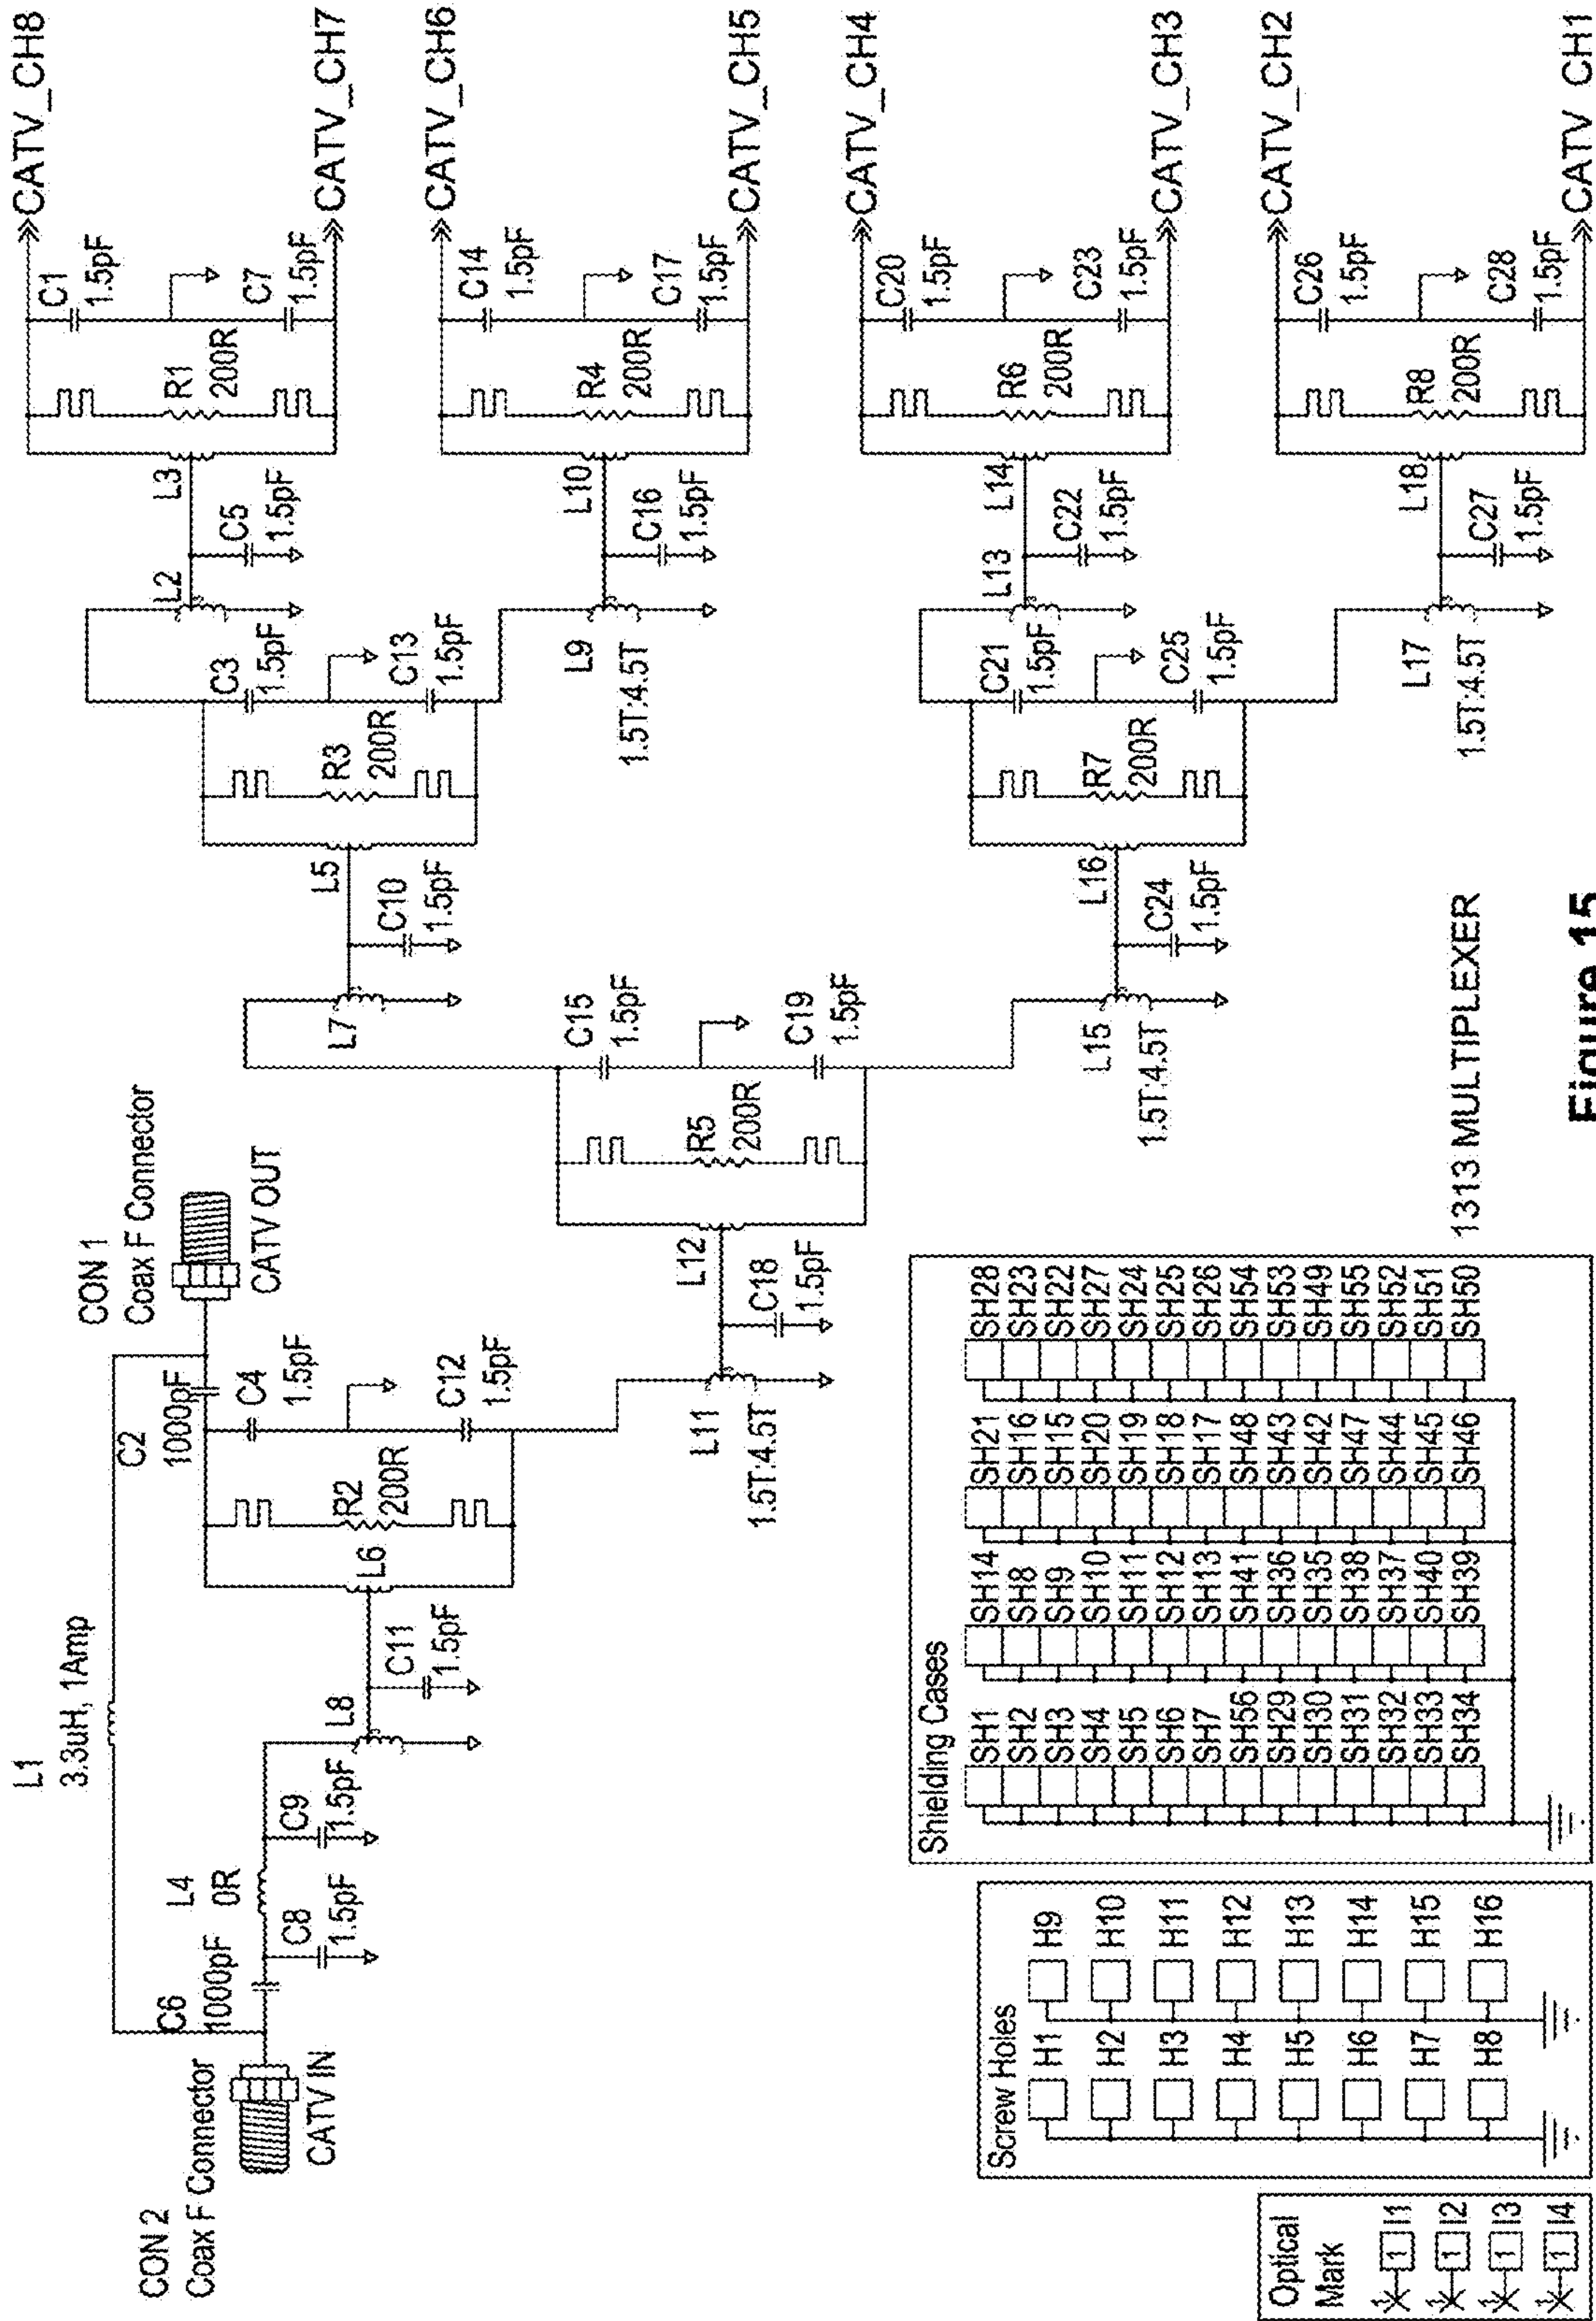 CON 2
Coax F Connector
CATV IN
C6
1000pF
L4
0R
C8
1.5pF
C9
1.5pF
L1
3.3uH, 1Amp
L8
C11
1.5pF
L6
R2
200R
C2
1000pF
C4
1.5pF
C12
1.5pF
CON 1
Coax F Connector
CATV OUT
L11
1.5T:4.5T
C18
1.5pF
L12
R5
200R
C15
1.5pF
C19
1.5pF
L7
C10
1.5pF
L5
R3
200R
C3
1.5pF
C13
1.5pF
L2
C5
1.5pF
L3
R1
200R
C1
1.5pF
C7
1.5pF
CATV_CH8
CATV_CH7
L9
1.5T:4.5T
C16
1.5pF
L10
R4
200R
C14
1.5pF
C17
1.5pF
CATV_CH6
CATV_CH5
L15
1.5T:4.5T
C24
1.5pF
L16
R7
200R
C21
1.5pF
C25
1.5pF
L13
C22
1.5pF
L14
R6
200R
C20
1.5pF
C23
1.5pF
CATV_CH4
CATV_CH3
L17
1.5T:4.5T
C27
1.5pF
L18
R8
200R
C26
1.5pF
C28
1.5pF
CATV_CH2
CATV_CH1
Optical
Mark
1 1 I1
1 1 I2
1 1 I3
1 1 I4
Screw Holes
H1 H9
H2 H10
H3 H11
H4 H12
H5 H13
H6 H14
H7 H15
H8 H16
Shielding Cases
SH1 SH14 SH21 SH28
SH2 SH8 SH16 SH23
SH3 SH9 SH15 SH22
SH4 SH10 SH20 SH27
SH5 SH11 SH19 SH24
SH6 SH12 SH18 SH25
SH7 SH13 SH17 SH26
SH56 SH41 SH48 SH54
SH29 SH36 SH43 SH53
SH30 SH35 SH42 SH49
SH31 SH38 SH47 SH55
SH32 SH37 SH44 SH52
SH33 SH40 SH45 SH51
SH34 SH39 SH46 SH50
1313 MULTIPLEXER
Figure 15